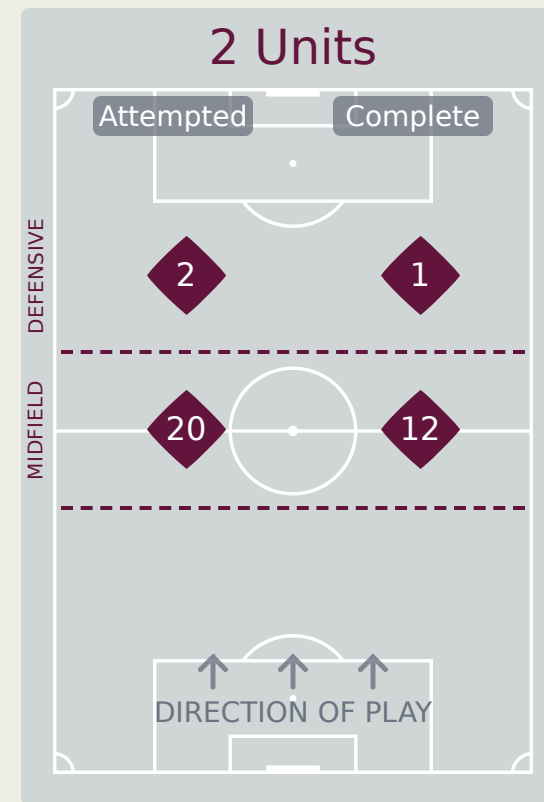 2 Units
Attempted Complete
DEFENSIVE
2 1
MIDFIELD
20 12
DIRECTION OF PLAY